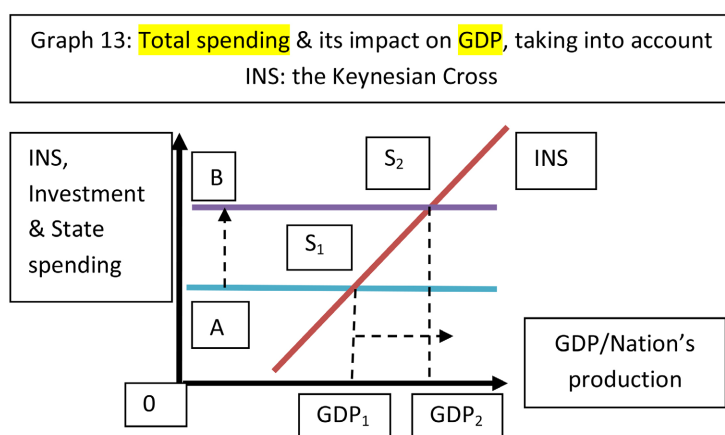 Graph 13: Total spending & its impact on GDP, taking into account
INS: the Keynesian Cross
INS,
Investment
& State
spending
B
S2
INS
S1
A
GDP/Nation's
production
0
GDP1
GDP2